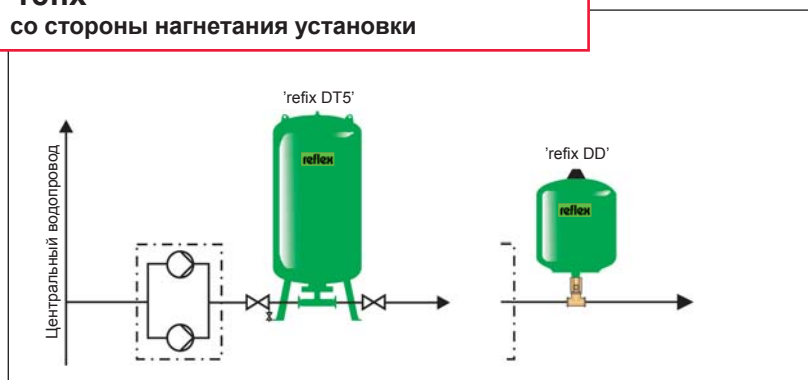 со стороны нагнетания установки
'refix DT5'
'refix DD'
reflex
reflex
Центральный водопровод